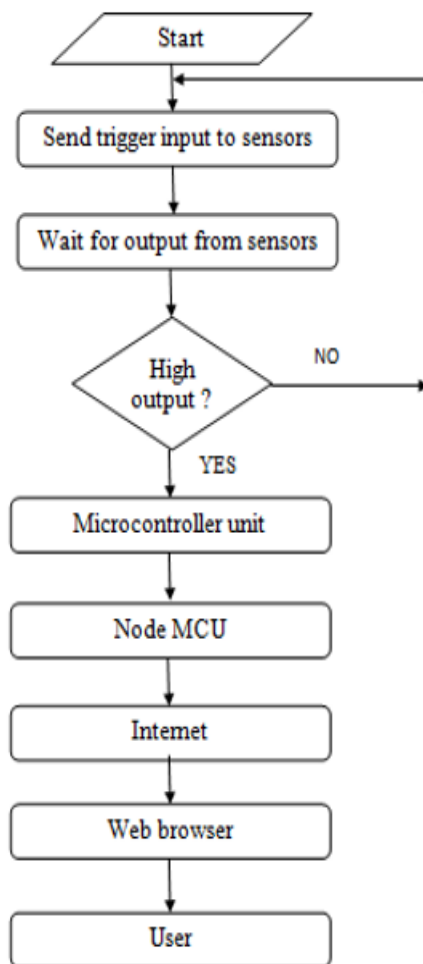 Start
Send trigger input to sensors
Wait for output from sensors
High
output ?
NO
YES
Microcontroller unit
Node MCU
Internet
Web browser
User